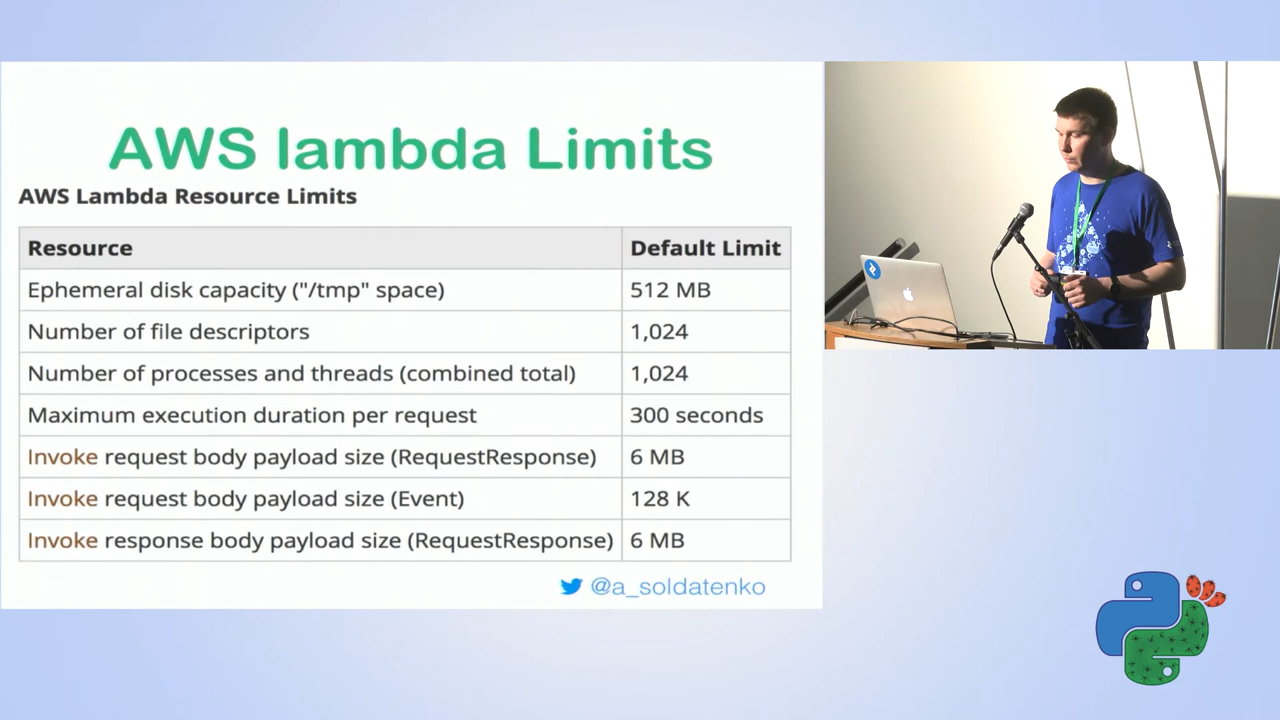 AWS lambda Limits
AWS Lambda Resource Limits
Resource Default Limit
Ephemeral disk capacity ("/tmp" space) 512 MB
Number of file descriptors 1,024
Number of processes and threads (combined total) 1,024
Maximum execution duration per request 300 seconds
Invoke request body payload size (RequestResponse) 6 MB
Invoke request body payload size (Event) 128 K
Invoke response body payload size (RequestResponse) 6 MB
@a_soldatenko